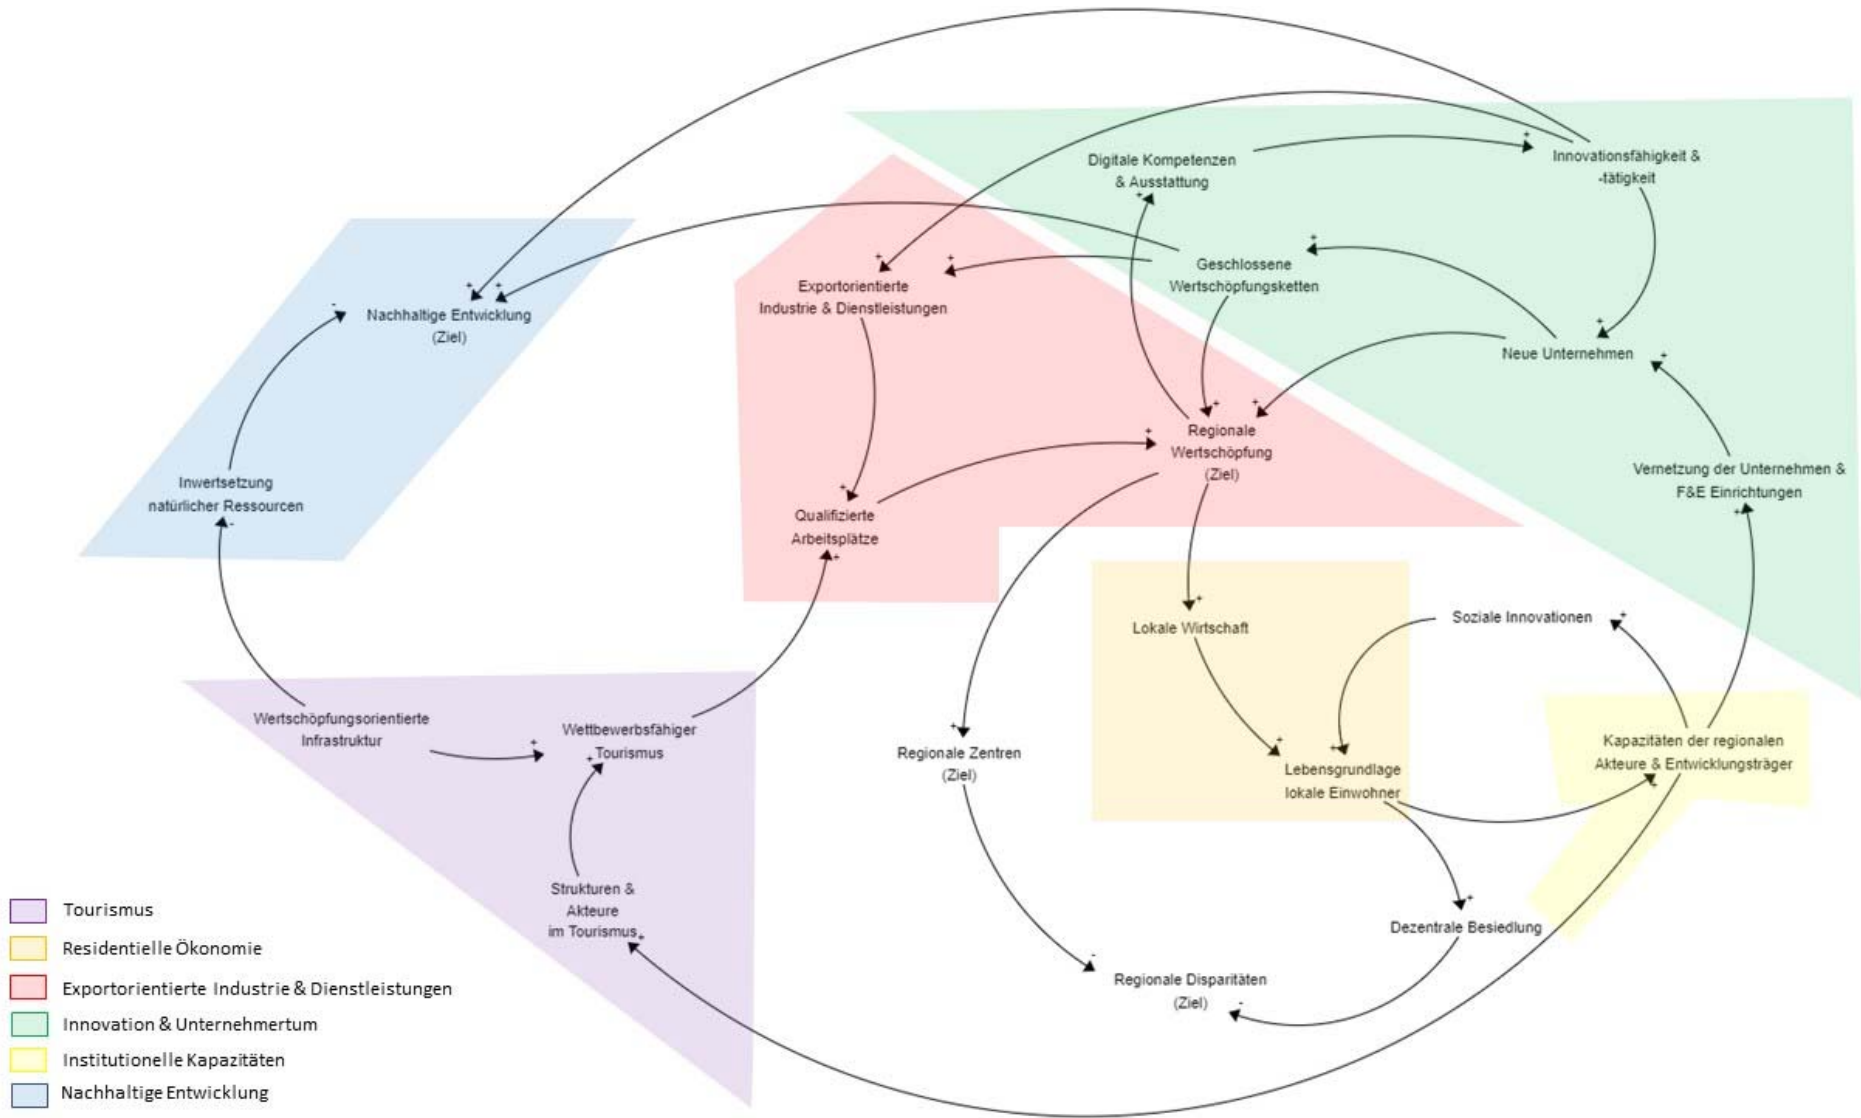 Digitale Kompetenzen
& Ausstattung
+
+
Innovationsfähigkeit &
-tätigkeit
Geschlossene
Wertschöpfungsketten
+
Neue Unternehmen
+
+
Exportorientierte
Industrie & Dienstleistungen
+
+
Nachhaltige Entwicklung
(Ziel)
+
+
-
Regionale
Wertschöpfung
(Ziel)
+
+
+
Vernetzung der Unternehmen &
F&E Einrichtungen
+
Inwertsetzung
natürlicher Ressourcen
-
Qualifizierte
Arbeitsplätze
+
+
Lokale Wirtschaft
+
Soziale Innovationen
+
Wertschöpfungsorientierte
Infrastruktur
Wettbewerbsfähiger
Tourismus
+
+
Regionale Zentren
(Ziel)
+
Lebensgrundlage
lokale Einwohner
+
+
Kapazitäten der regionalen
Akteure & Entwicklungsträger
+
Strukturen &
Akteure
im Tourismus
+
Dezentrale Besiedlung
+
Regionale Disparitäten
(Ziel)
-
-
Tourismus
Residentielle Ökonomie
Exportorientierte Industrie & Dienstleistungen
Innovation & Unternehmertum
Institutionelle Kapazitäten
Nachhaltige Entwicklung